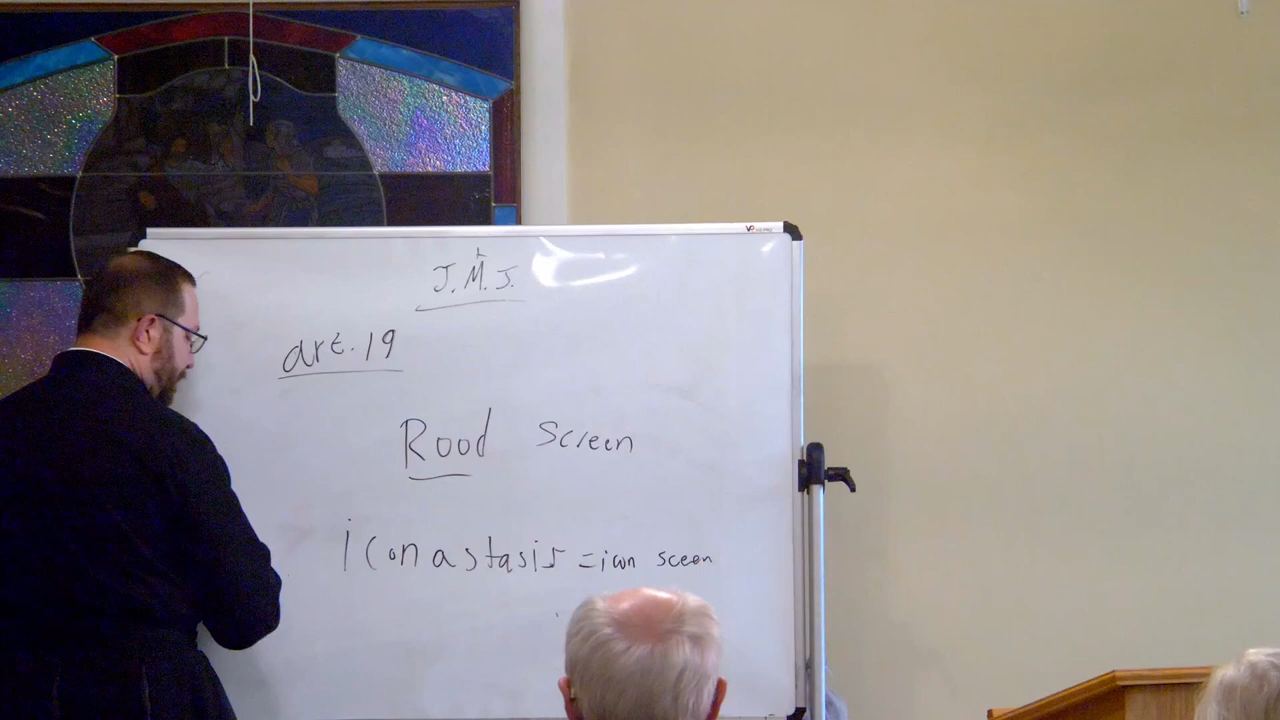 J.M.J.
art. 19
Rood Screen
iconastasis = icon sceen